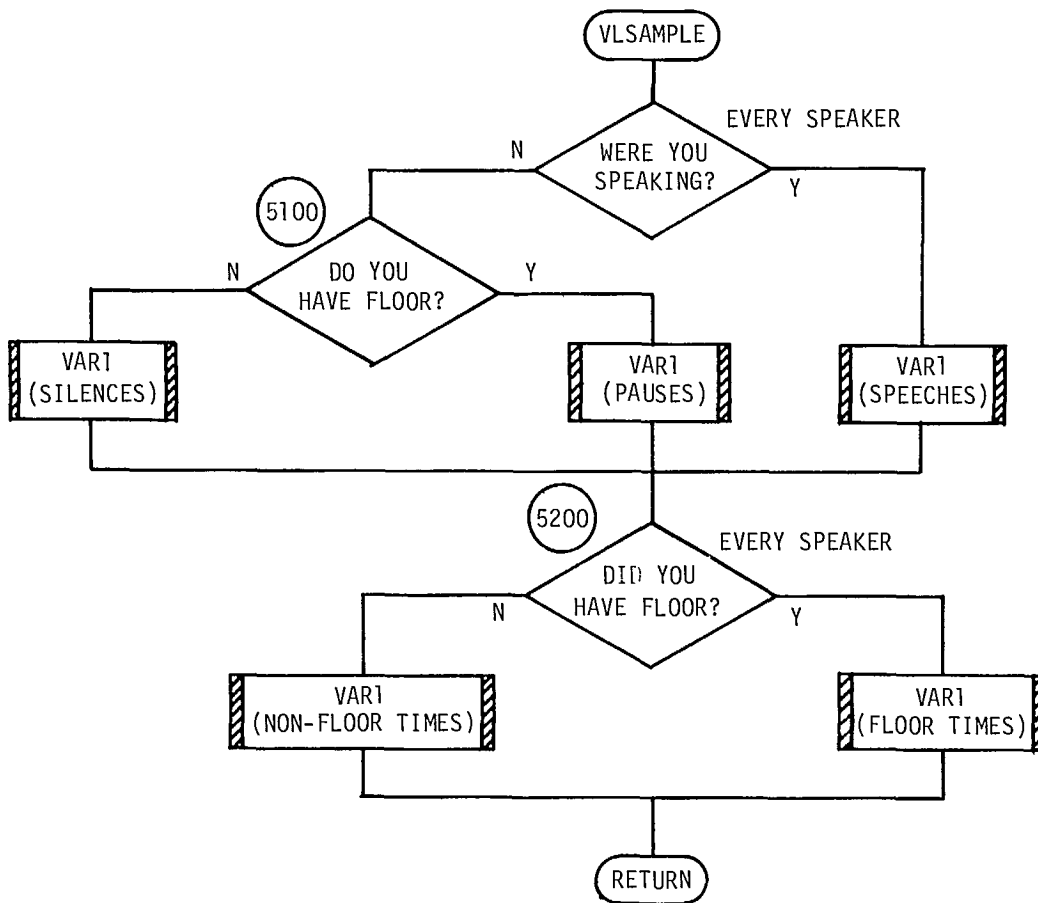 VLSAMPLE
EVERY SPEAKER
N
WERE YOU
SPEAKING?
Y
5100
N
DO YOU
HAVE FLOOR?
Y
VAR1
(SILENCES)
VAR1
(PAUSES)
VAR1
(SPEECHES)
5200
EVERY SPEAKER
DID YOU
HAVE FLOOR?
N
Y
VAR1
(NON-FLOOR TIMES)
VAR1
(FLOOR TIMES)
RETURN